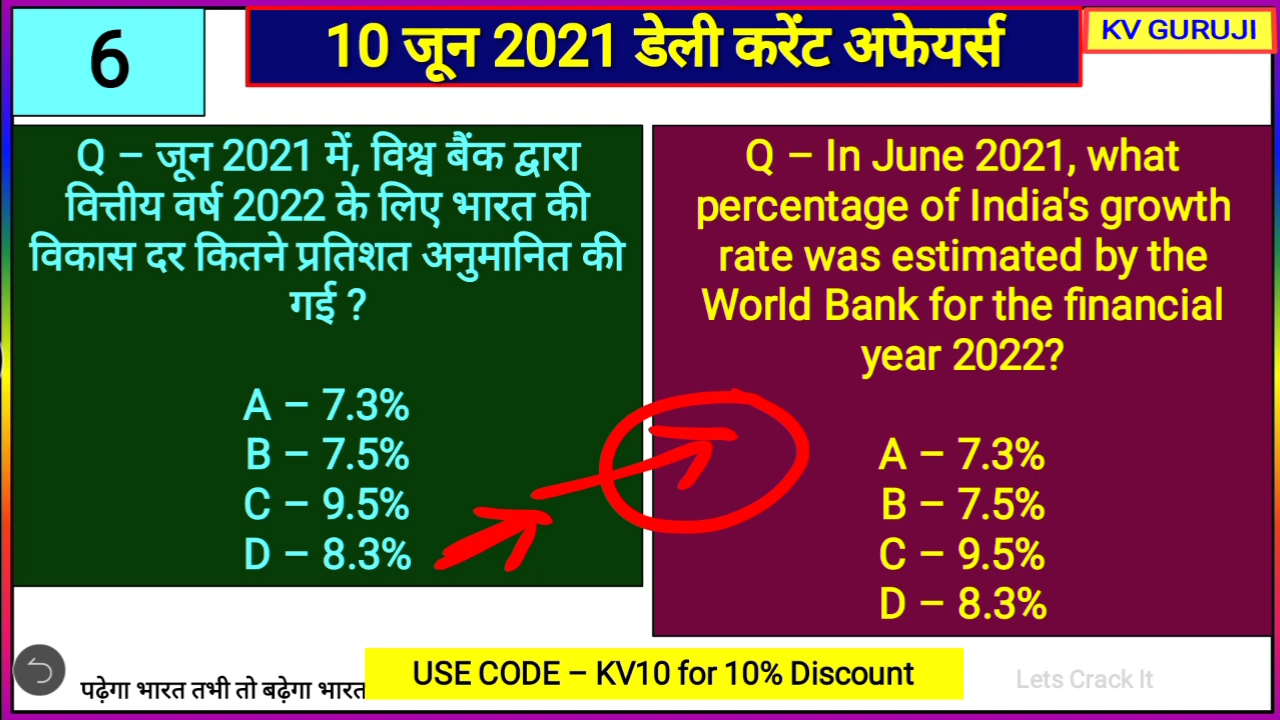 6
10 जून 2021 डेली करेंट अफेयर्स
KV GURUJI
Q – जून 2021 में, विश्व बैंक द्वारा
वित्तीय वर्ष 2022 के लिए भारत की
विकास दर कितने प्रतिशत अनुमानित की
गई ?
A – 7.3%
B – 7.5%
C – 9.5%
D – 8.3%
Q – In June 2021, what
percentage of India's growth
rate was estimated by the
World Bank for the financial
year 2022?
A – 7.3%
B – 7.5%
C – 9.5%
D – 8.3%
पढ़ेगा भारत तभी तो बढ़ेगा भारत
USE CODE – KV10 for 10% Discount
Lets Crack It